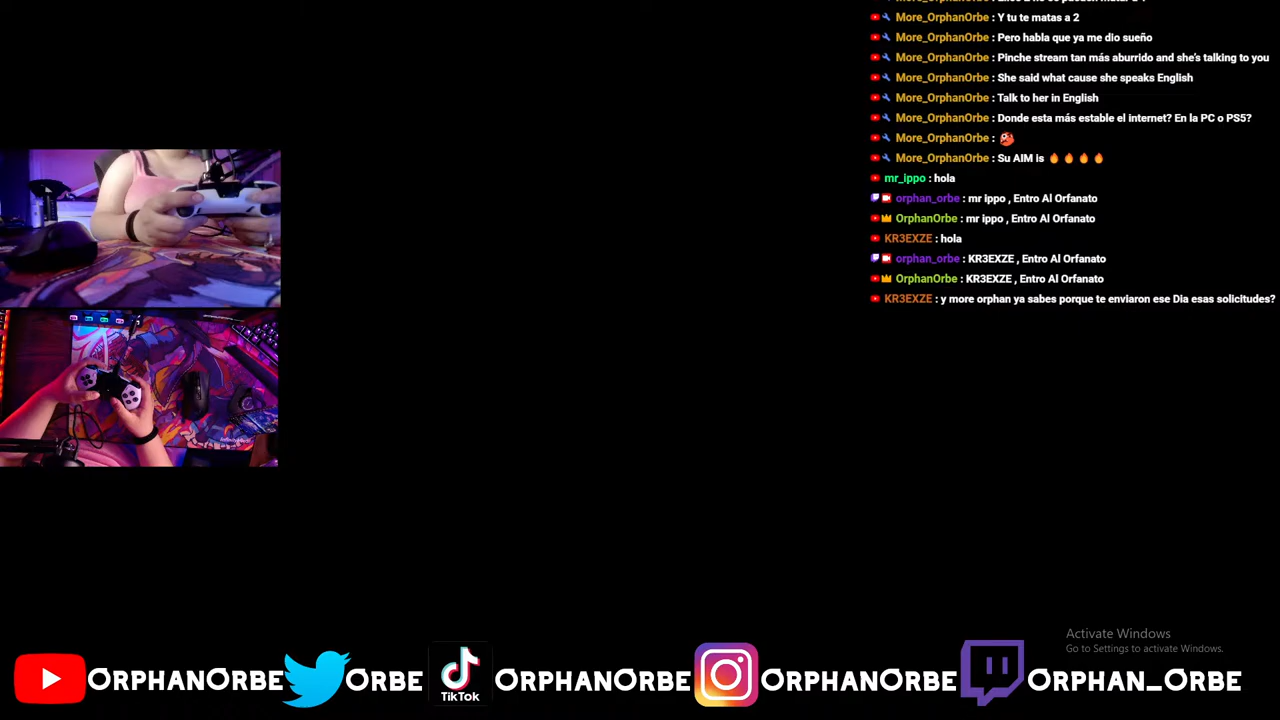 More_OrphanOrbe : Y tu te matas a 2
More_OrphanOrbe : Pero habla que ya me dio sueño
More_OrphanOrbe : Pinche stream tan más aburrido and she's talking to you
More_OrphanOrbe : She said what cause she speaks English
More_OrphanOrbe : Talk to her in English
More_OrphanOrbe : Donde esta más estable el internet? En la PC o PS5?
More_OrphanOrbe :
More_OrphanOrbe : Su AIM is 🔥🔥🔥🔥
mr_ippo : hola
orphan_orbe : mr ippo , Entro Al Orfanato
OrphanOrbe : mr ippo , Entro Al Orfanato
KR3EXZE : hola
orphan_orbe : KR3EXZE , Entro Al Orfanato
OrphanOrbe : KR3EXZE , Entro Al Orfanato
KR3EXZE : y more orphan ya sabes porque te enviaron ese Dia esas solicitudes?
Activate Windows
Go to Settings to activate Windows.
OrphanOrbe
Orbe
TikTok
OrphanOrbe
OrphanOrbe
Orphan_Orbe